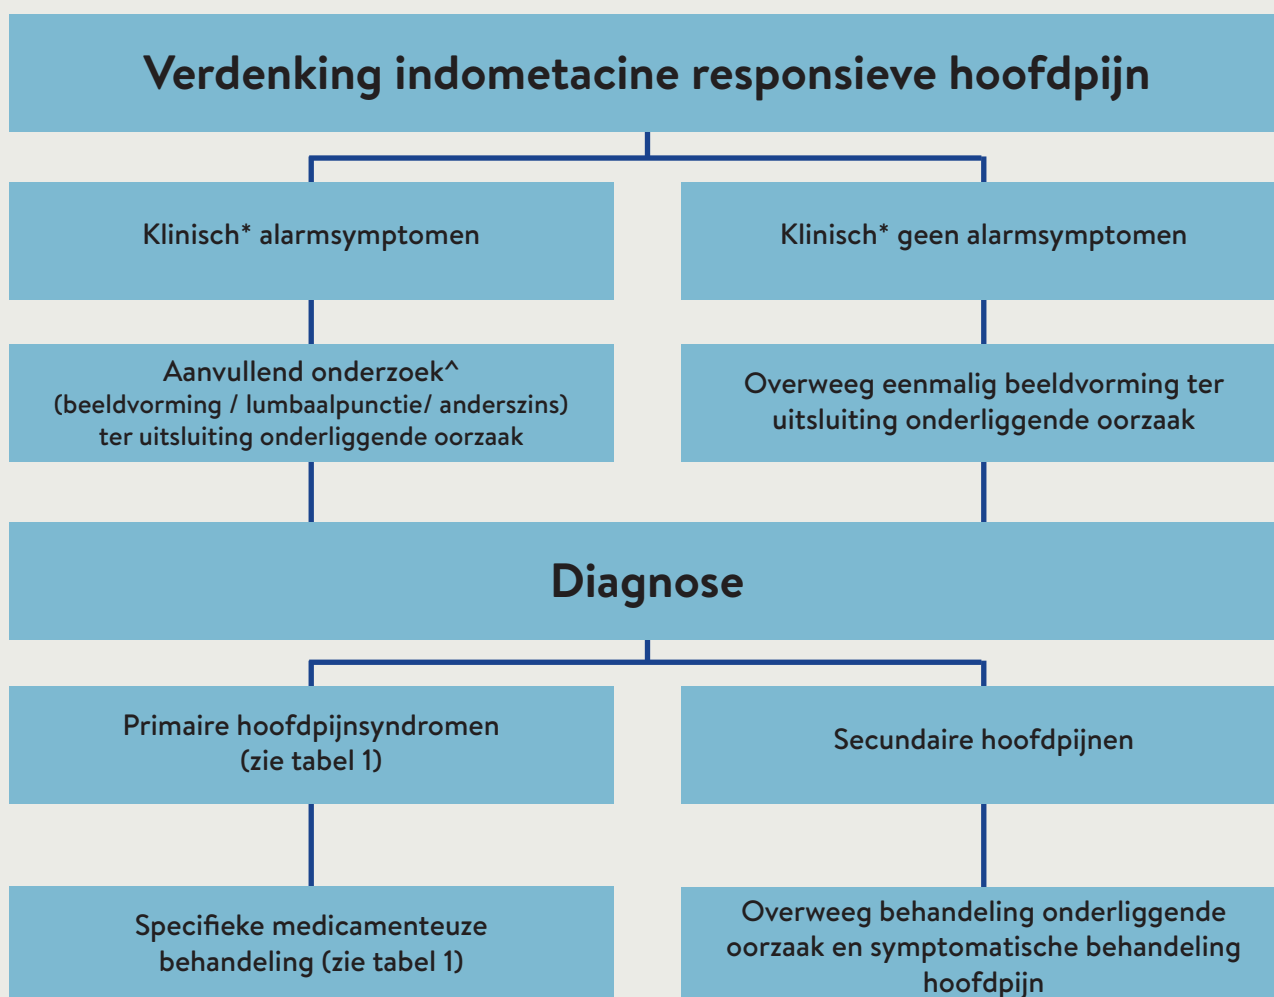 Verdenking indometacine responsieve hoofdpijn
Klinisch* alarmsymptomen
Klinisch* geen alarmsymptomen
Aanvullend onderzoek^
(beeldvorming / lumbaalpunctie/ anderszins)
ter uitsluiting onderliggende oorzaak
Overweeg eenmalig beeldvorming ter
uitsluiting onderliggende oorzaak
Diagnose
Primaire hoofdpijnsyndromen
(zie tabel 1)
Secundaire hoofdpijnen
Specifieke medicamenteuze
behandeling (zie tabel 1)
Overweeg behandeling onderliggende
oorzaak en symptomatische behandeling
hoofdpijn